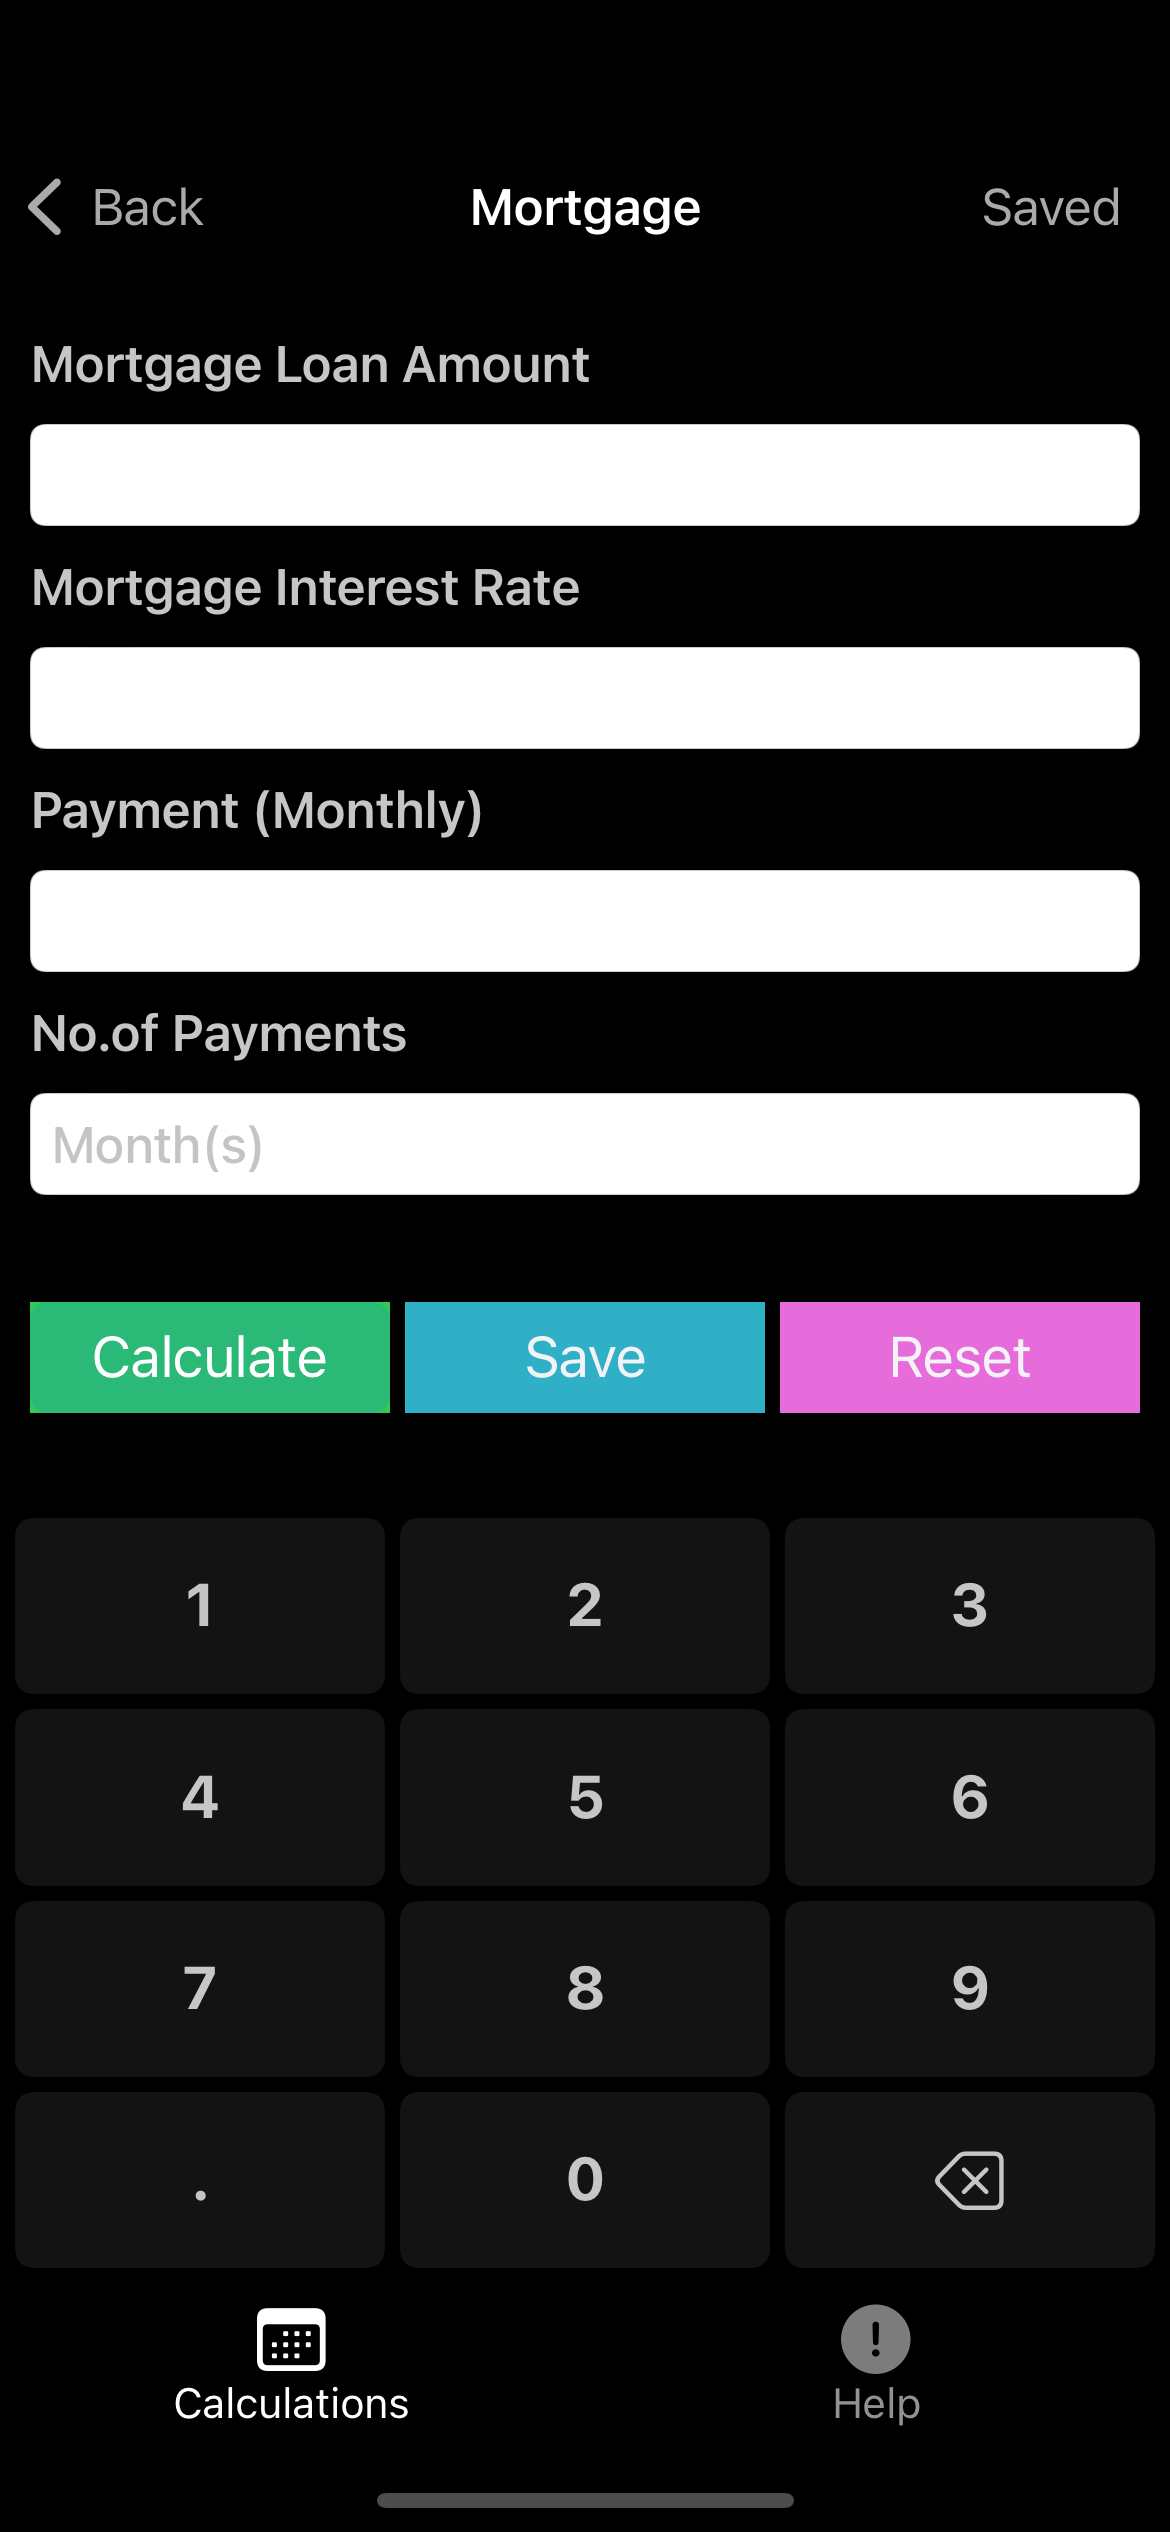 Back Mortgage Saved
Mortgage Loan Amount
Mortgage Interest Rate
Payment (Monthly)
No.of Payments
Month(s)
Calculate Save Reset
1 2 3
4 5 6
7 8 9
. 0
Calculations Help